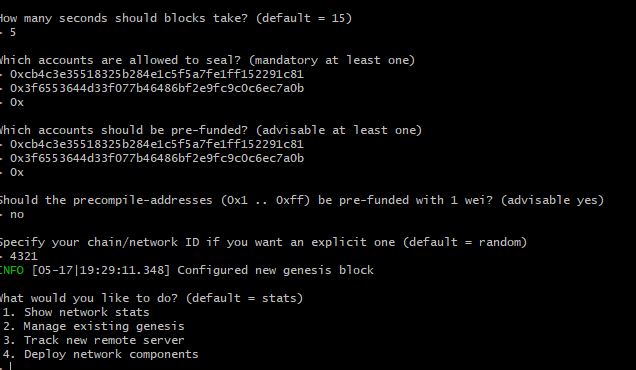 How many seconds should blocks take? (default = 15)
> 5
Which accounts are allowed to seal? (mandatory at least one)
> 0xcb4c3e35518325b284e1c5f5a7fe1ff152291c81
> 0x3f6553644d33f077b46486bf2e9fc9c0c6ec7a0b
> 0x
Which accounts should be pre-funded? (advisable at least one)
> 0xcb4c3e35518325b284e1c5f5a7fe1ff152291c81
> 0x3f6553644d33f077b46486bf2e9fc9c0c6ec7a0b
> 0x
Should the precompile-addresses (0x1 .. 0xff) be pre-funded with 1 wei? (advisable yes)
> no
Specify your chain/network ID if you want an explicit one (default = random)
> 4321
INFO [05-17|19:29:11.348] Configured new genesis block
What would you like to do? (default = stats)
1. Show network stats
2. Manage existing genesis
3. Track new remote server
4. Deploy network components
>